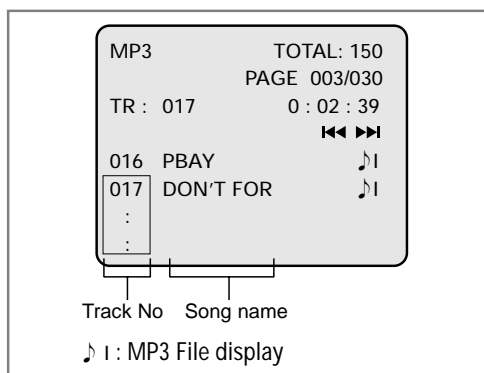 MP3 TOTAL: 150
PAGE 003/030
TR : 017 0 : 02 : 39
⏮ ⏭
016 PBAY ♪I
017 DON'T FOR ♪I
:
:
Track No Song name
♪ I : MP3 File display